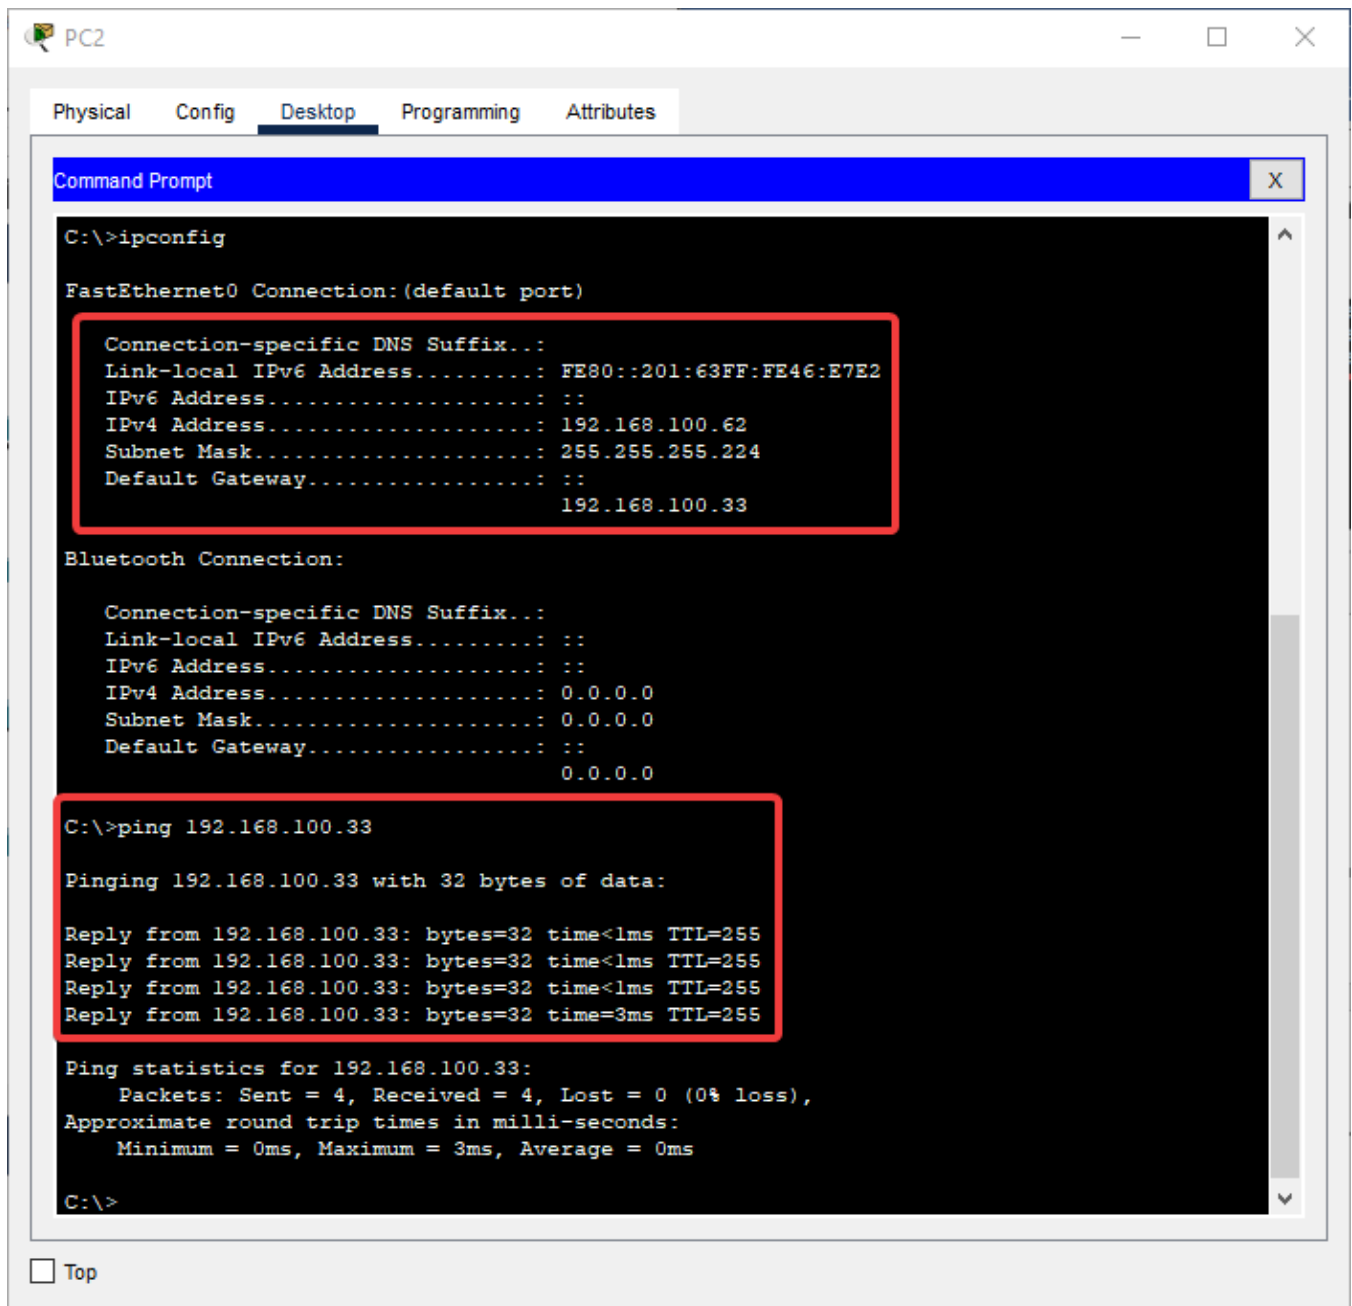 PC2
Physical Config Desktop Programming Attributes
Command Prompt X
C:\>ipconfig
FastEthernet0 Connection:(default port)
Connection-specific DNS Suffix..:
Link-local IPv6 Address.........: FE80::201:63FF:FE46:E7E2
IPv6 Address....................: ::
IPv4 Address....................: 192.168.100.62
Subnet Mask.....................: 255.255.255.224
Default Gateway.................: ::
192.168.100.33
Bluetooth Connection:
Connection-specific DNS Suffix..:
Link-local IPv6 Address.........: ::
IPv6 Address....................: ::
IPv4 Address....................: 0.0.0.0
Subnet Mask.....................: 0.0.0.0
Default Gateway.................: ::
0.0.0.0
C:\>ping 192.168.100.33
Pinging 192.168.100.33 with 32 bytes of data:
Reply from 192.168.100.33: bytes=32 time<1ms TTL=255
Reply from 192.168.100.33: bytes=32 time<1ms TTL=255
Reply from 192.168.100.33: bytes=32 time<1ms TTL=255
Reply from 192.168.100.33: bytes=32 time=3ms TTL=255
Ping statistics for 192.168.100.33:
Packets: Sent = 4, Received = 4, Lost = 0 (0% loss),
Approximate round trip times in milli-seconds:
Minimum = 0ms, Maximum = 3ms, Average = 0ms
C:\>
Top